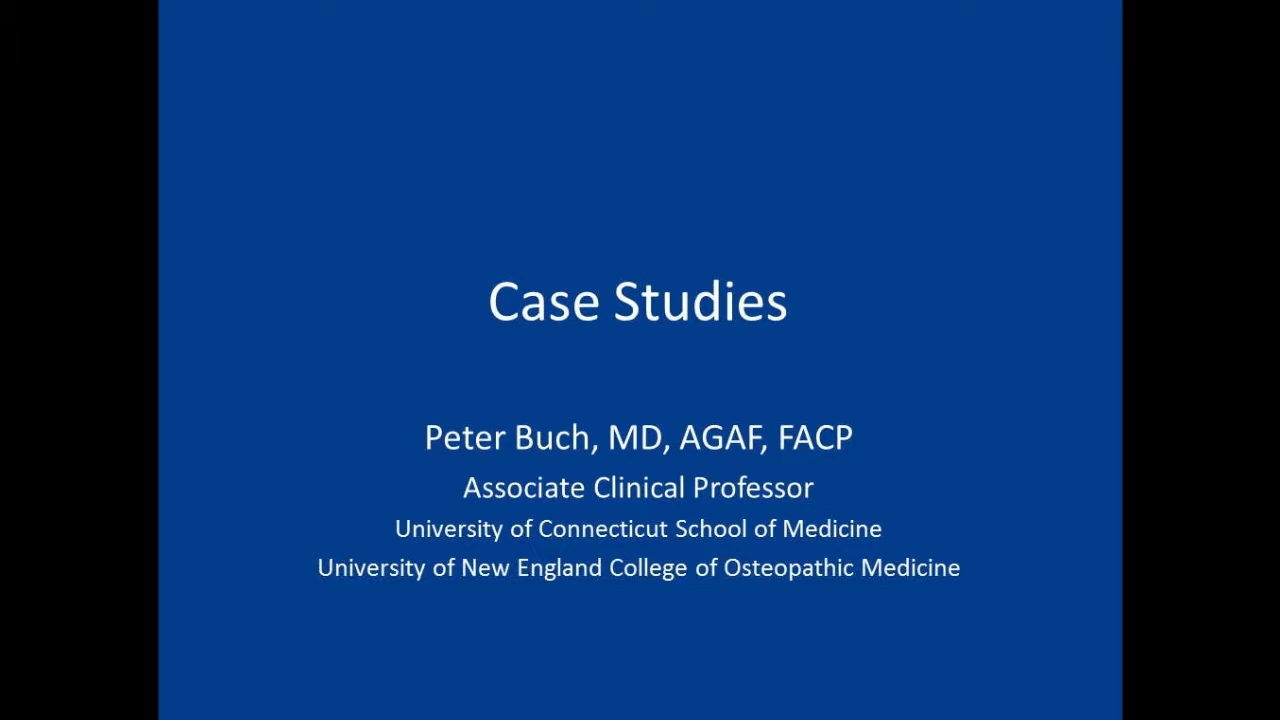 Case Studies
Peter Buch, MD, AGAF, FACP
Associate Clinical Professor
University of Connecticut School of Medicine
University of New England College of Osteopathic Medicine